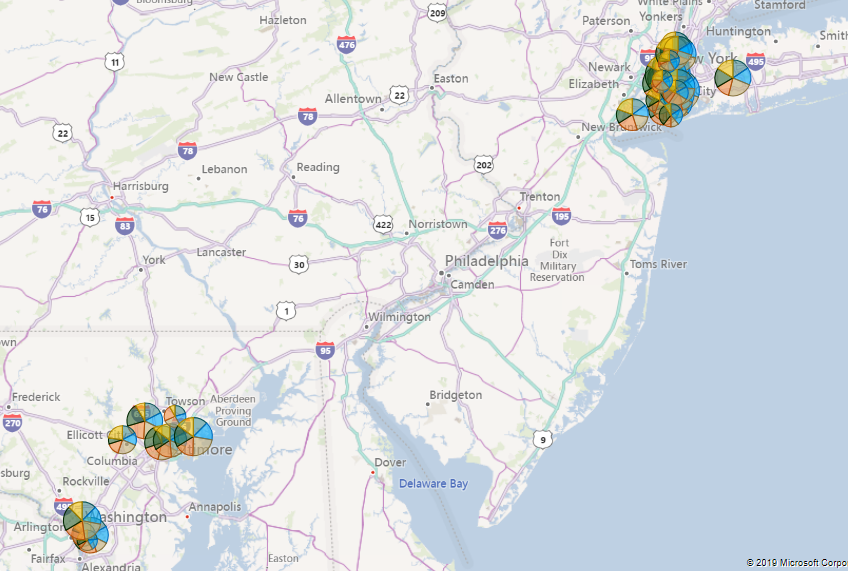 Bloomsburg
Hazleton
209
White Plains
Stamford
Yonkers
Paterson
Huntington
476
Smith
11
New York
495
Newark
New Castle
Easton
Elizabeth
City
Allentown
22
78
New Brunswick
22
78
Lebanon
Reading
202
Harrisburg
Trenton
76
15
83
76
422
Norristown
276
195
Lancaster
York
30
Philadelphia
Fort
Dix
Military
Reservation
Toms River
Camden
1
Wilmington
95
Frederick
Towson
Aberdeen
Proving
Ground
Bridgeton
270
Ellicott
9
Columbia
Dover
Rockville
Delaware Bay
Annapolis
Washington
Arlington
Fairfax
Easton
Alexandria
© 2019 Microsoft Corpo